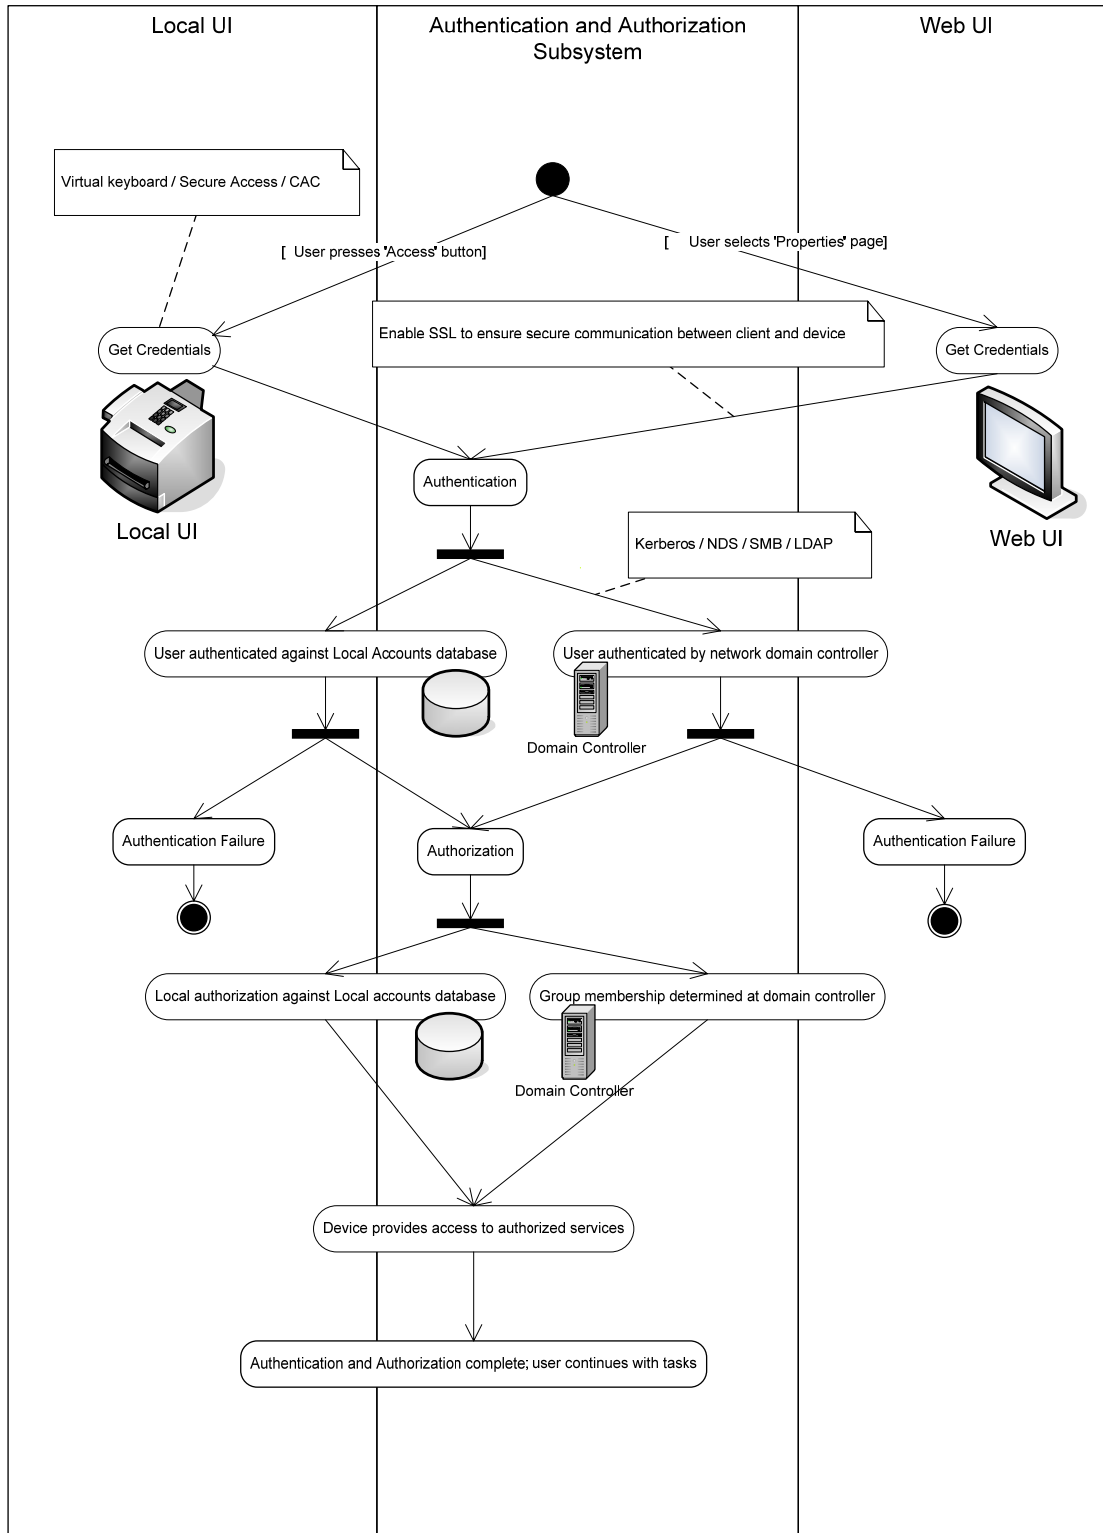 Local UI
Authentication and Authorization
Subsystem
Web UI
Virtual keyboard / Secure Access / CAC
[ User presses 'Access' button]
[ User selects 'Properties' page]
Enable SSL to ensure secure communication between client and device
Get Credentials
Get Credentials
Authentication
Local UI
Web UI
Kerberos / NDS / SMB / LDAP
User authenticated against Local Accounts database
User authenticated by network domain controller
Domain Controller
Authentication Failure
Authorization
Authentication Failure
Local authorization against Local accounts database
Group membership determined at domain controller
Domain Controller
Device provides access to authorized services
Authentication and Authorization complete; user continues with tasks